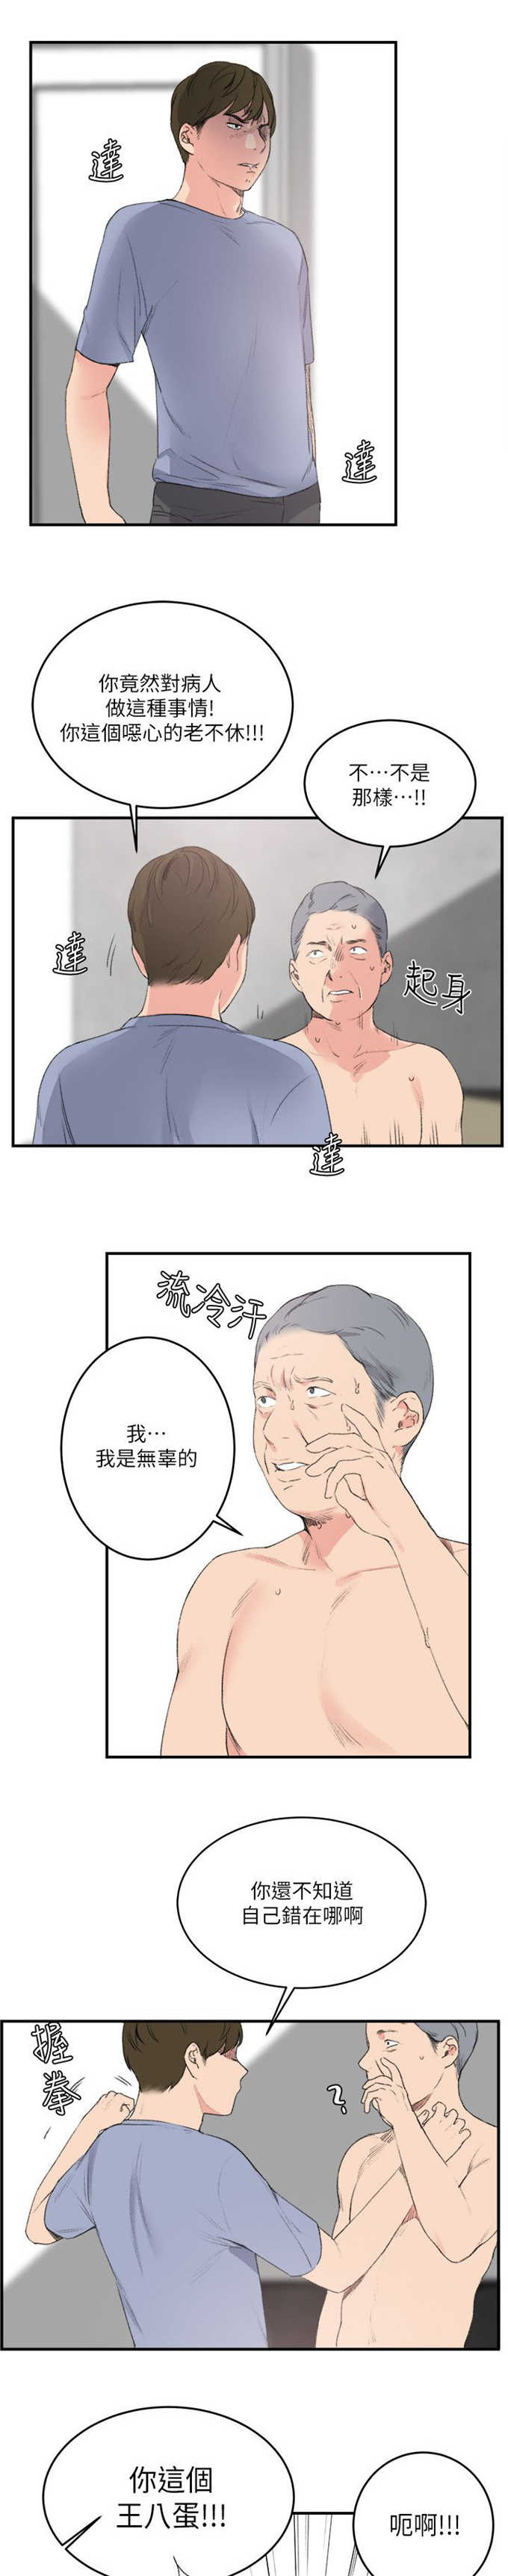 達
達
你竟然對病人
做這種事情!
你這個噁心的老不休!!!
不⋯不是
那樣⋯!!
達
起身
達
流冷汗
我⋯
我是無辜的
你還不知道
自己錯在哪啊
握拳
?
你這個
王八蛋!!!
呃啊!!!